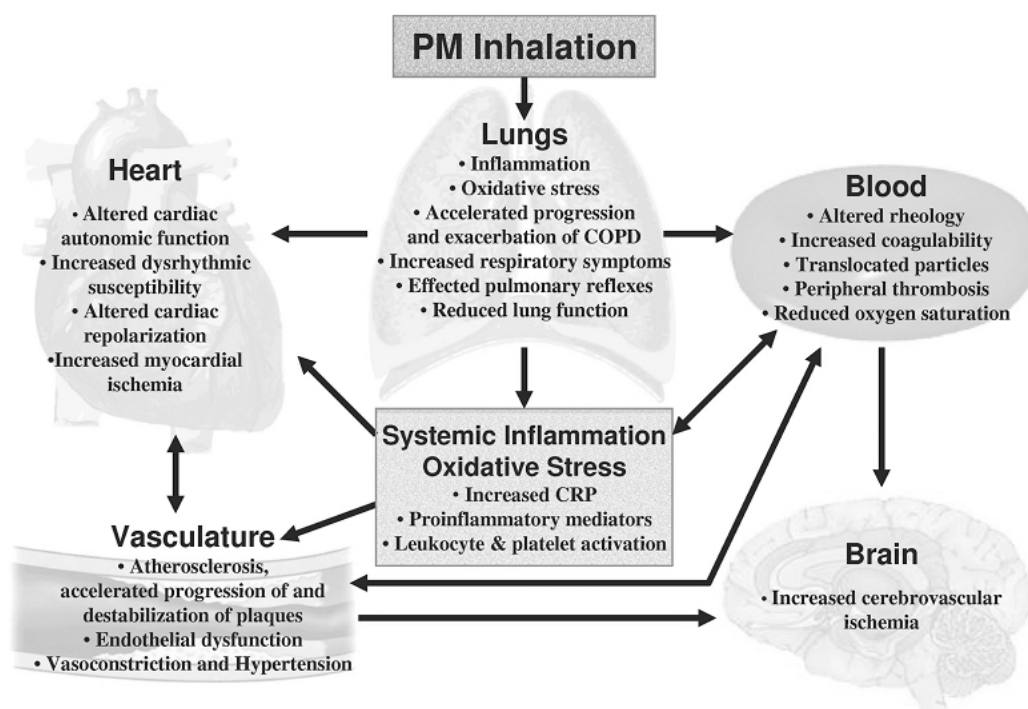 PM Inhalation
Lungs
• Inflammation
• Oxidative stress
• Accelerated progression
and exacerbation of COPD
• Increased respiratory symptoms
• Effected pulmonary reflexes
• Reduced lung function
Heart
• Altered cardiac
autonomic function
• Increased dysrhythmic
susceptibility
• Altered cardiac
repolarization
• Increased myocardial
ischemia
Blood
• Altered rheology
• Increased coagulability
• Translocated particles
• Peripheral thrombosis
• Reduced oxygen saturation
Systemic Inflammation
Oxidative Stress
• Increased CRP
• Proinflammatory mediators
• Leukocyte & platelet activation
Vasculature
• Atherosclerosis,
accelerated progression of and
destabilization of plaques
• Endothelial dysfunction
• Vasoconstriction and Hypertension
Brain
• Increased cerebrovascular
ischemia